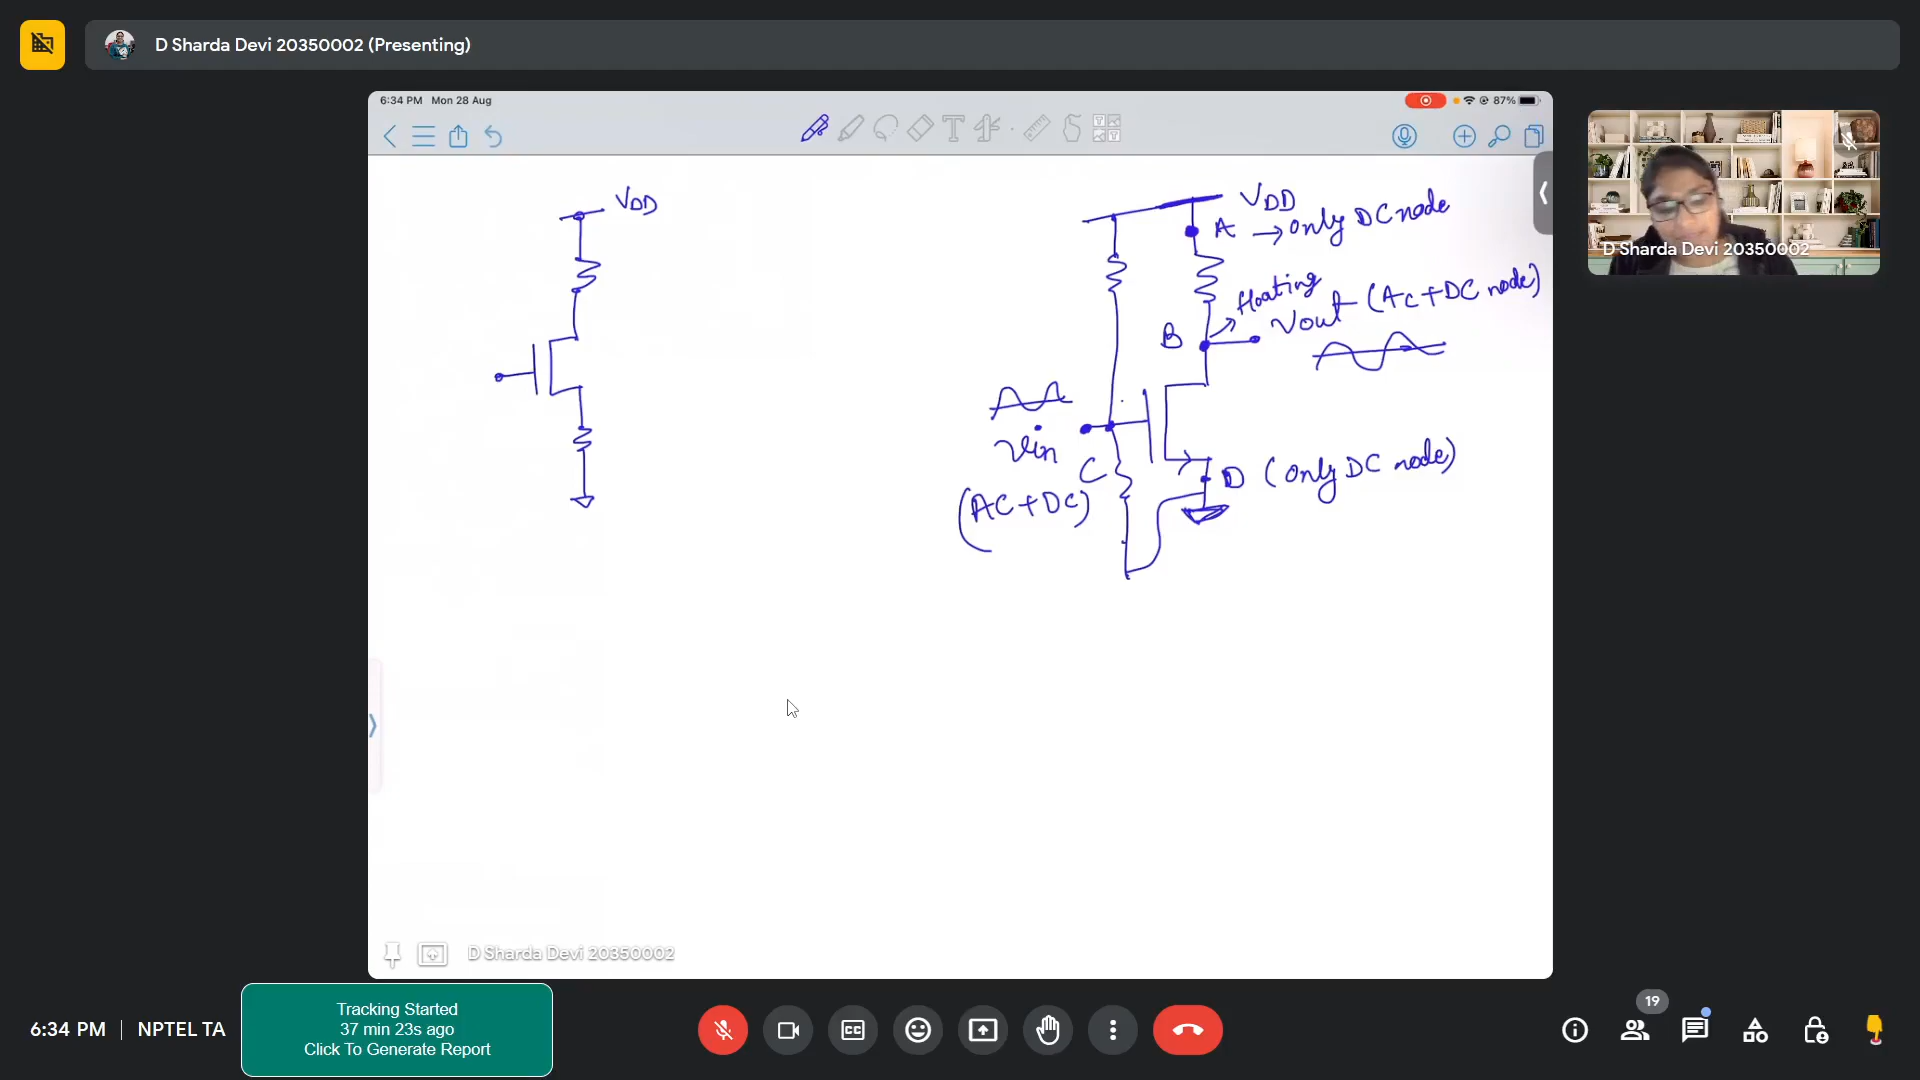 D Sharda Devi 20350002 (Presenting)
6:34 PM Mon 28 Aug
87%
VDD
VDD
A → only DC node
floating
Vout - (AC + DC node)
B
Vin
C
(AC + DC)
D (only DC node)
D Sharda Devi 20350002
D Sharda Devi 20350002
6:34 PM | NPTEL TA
Tracking Started
37 min 23s ago
Click To Generate Report
CC
19